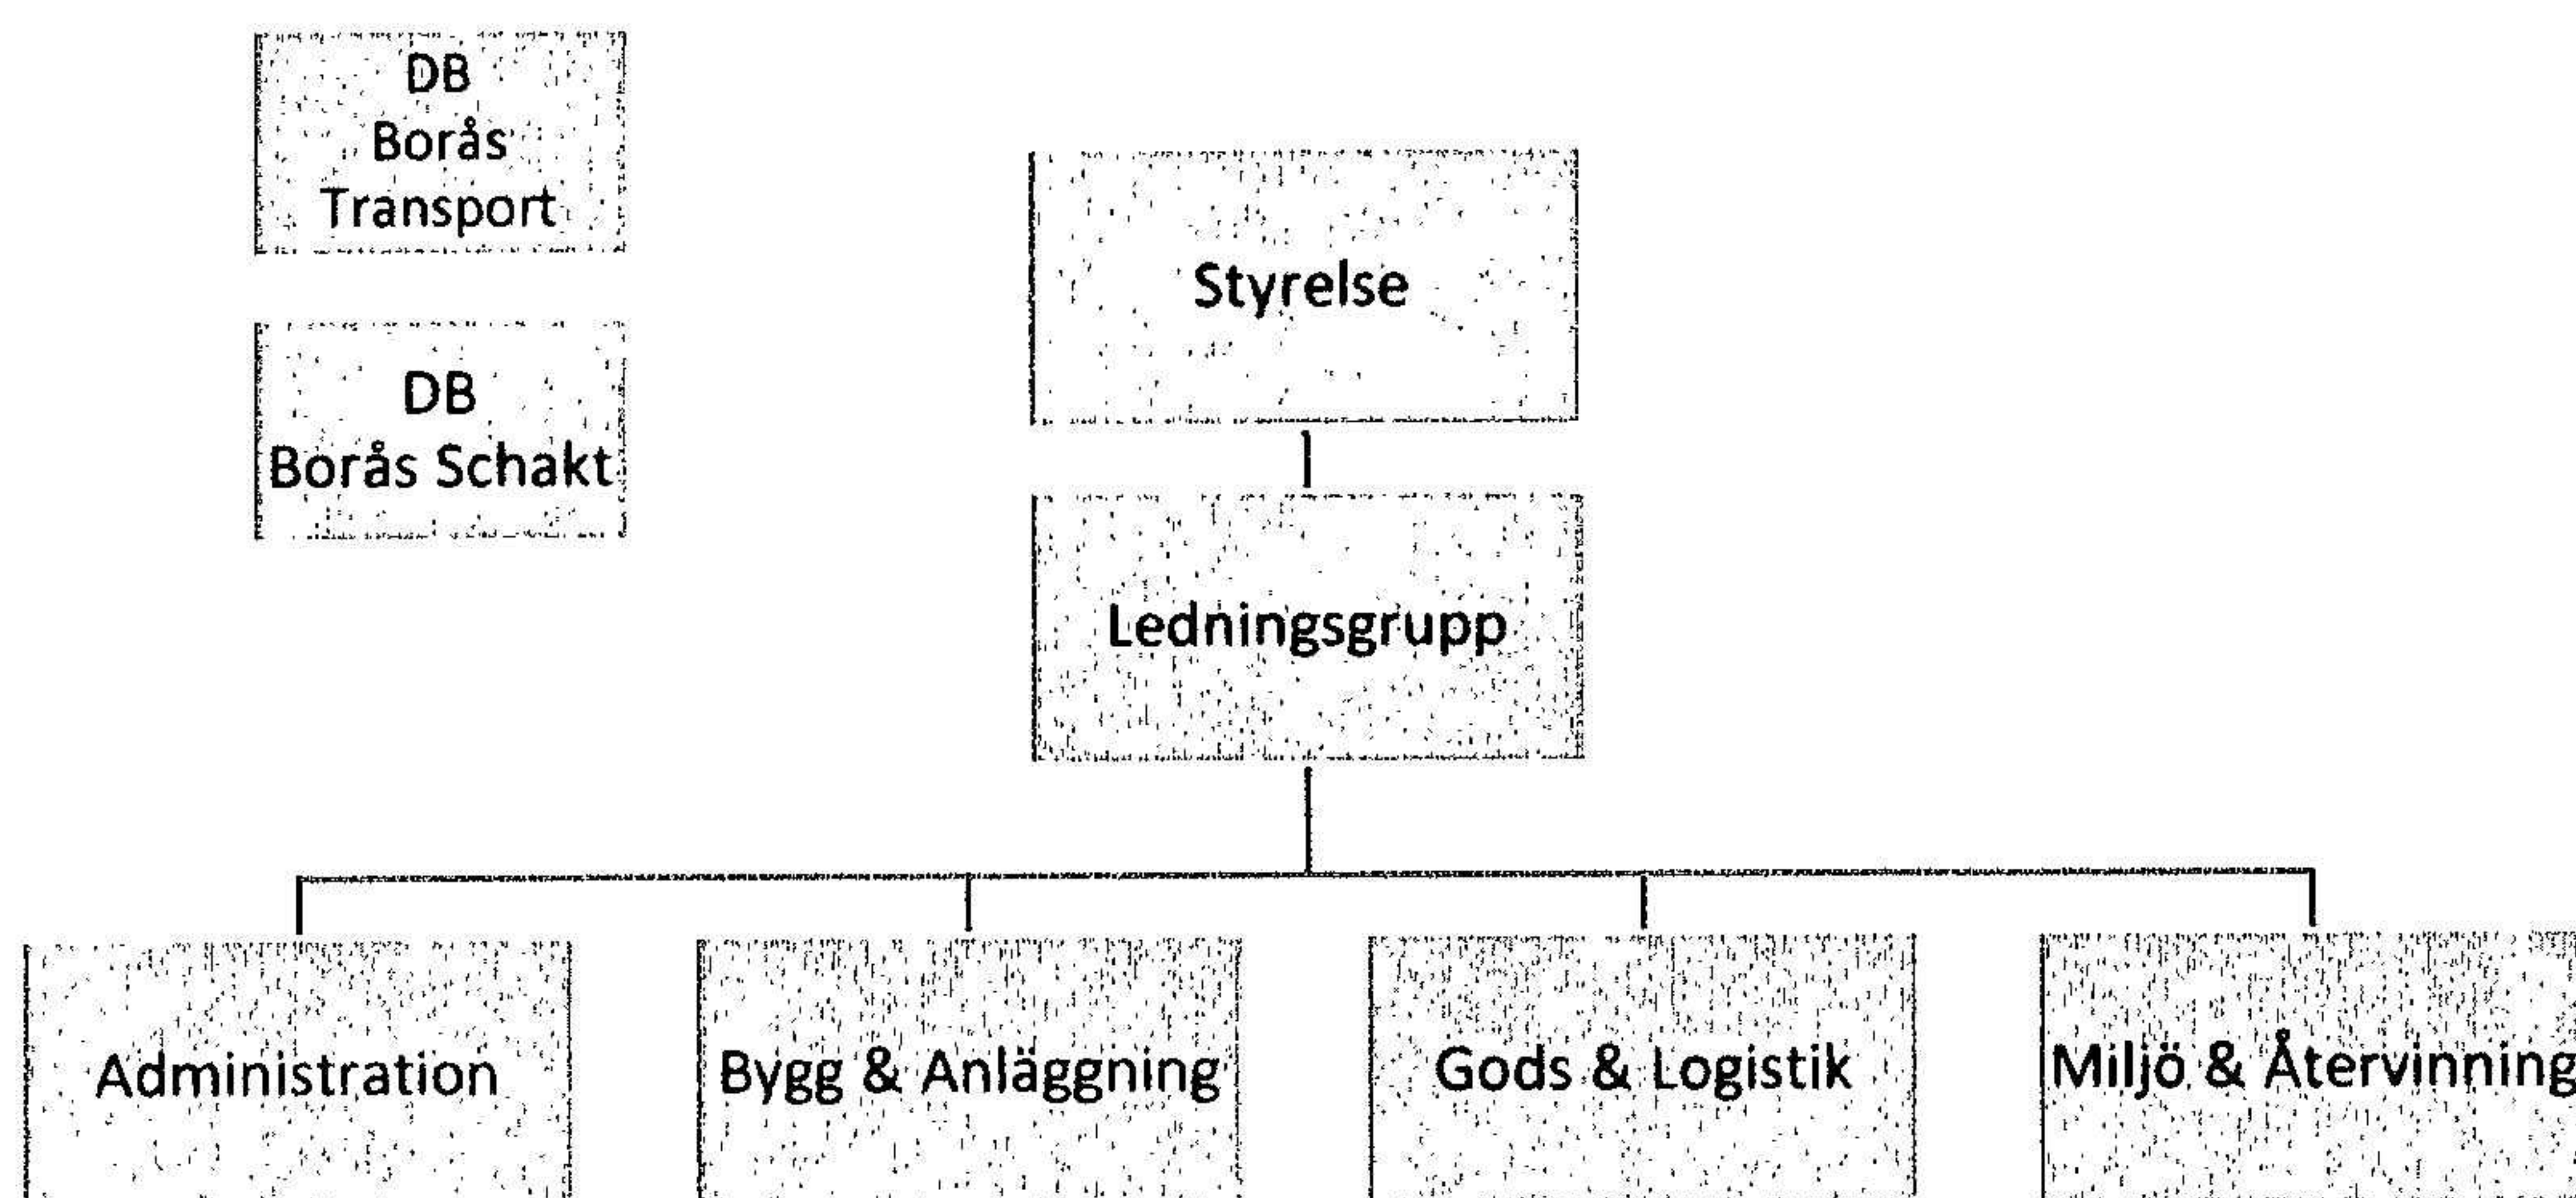 DB
Borås
Transport
DB
Borås Schakt
Styrelse
Ledningsgrupp
Administration
Bygg & Anläggning
Gods & Logistik
Miljö & Återvinning